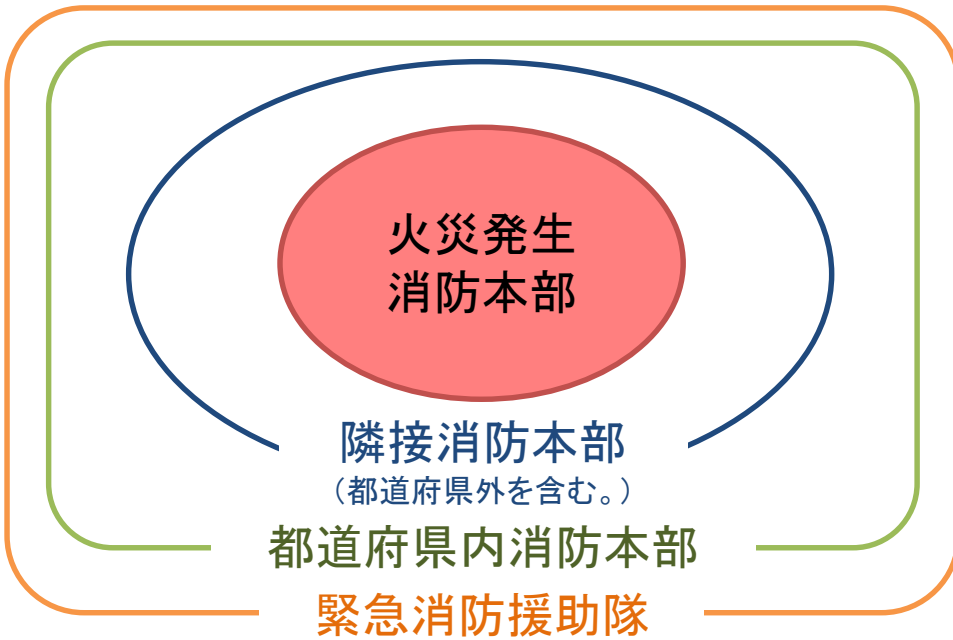 火災発生
消防本部
隣接消防本部
（都道府県外を含む。）
都道府県内消防本部
緊急消防援助隊